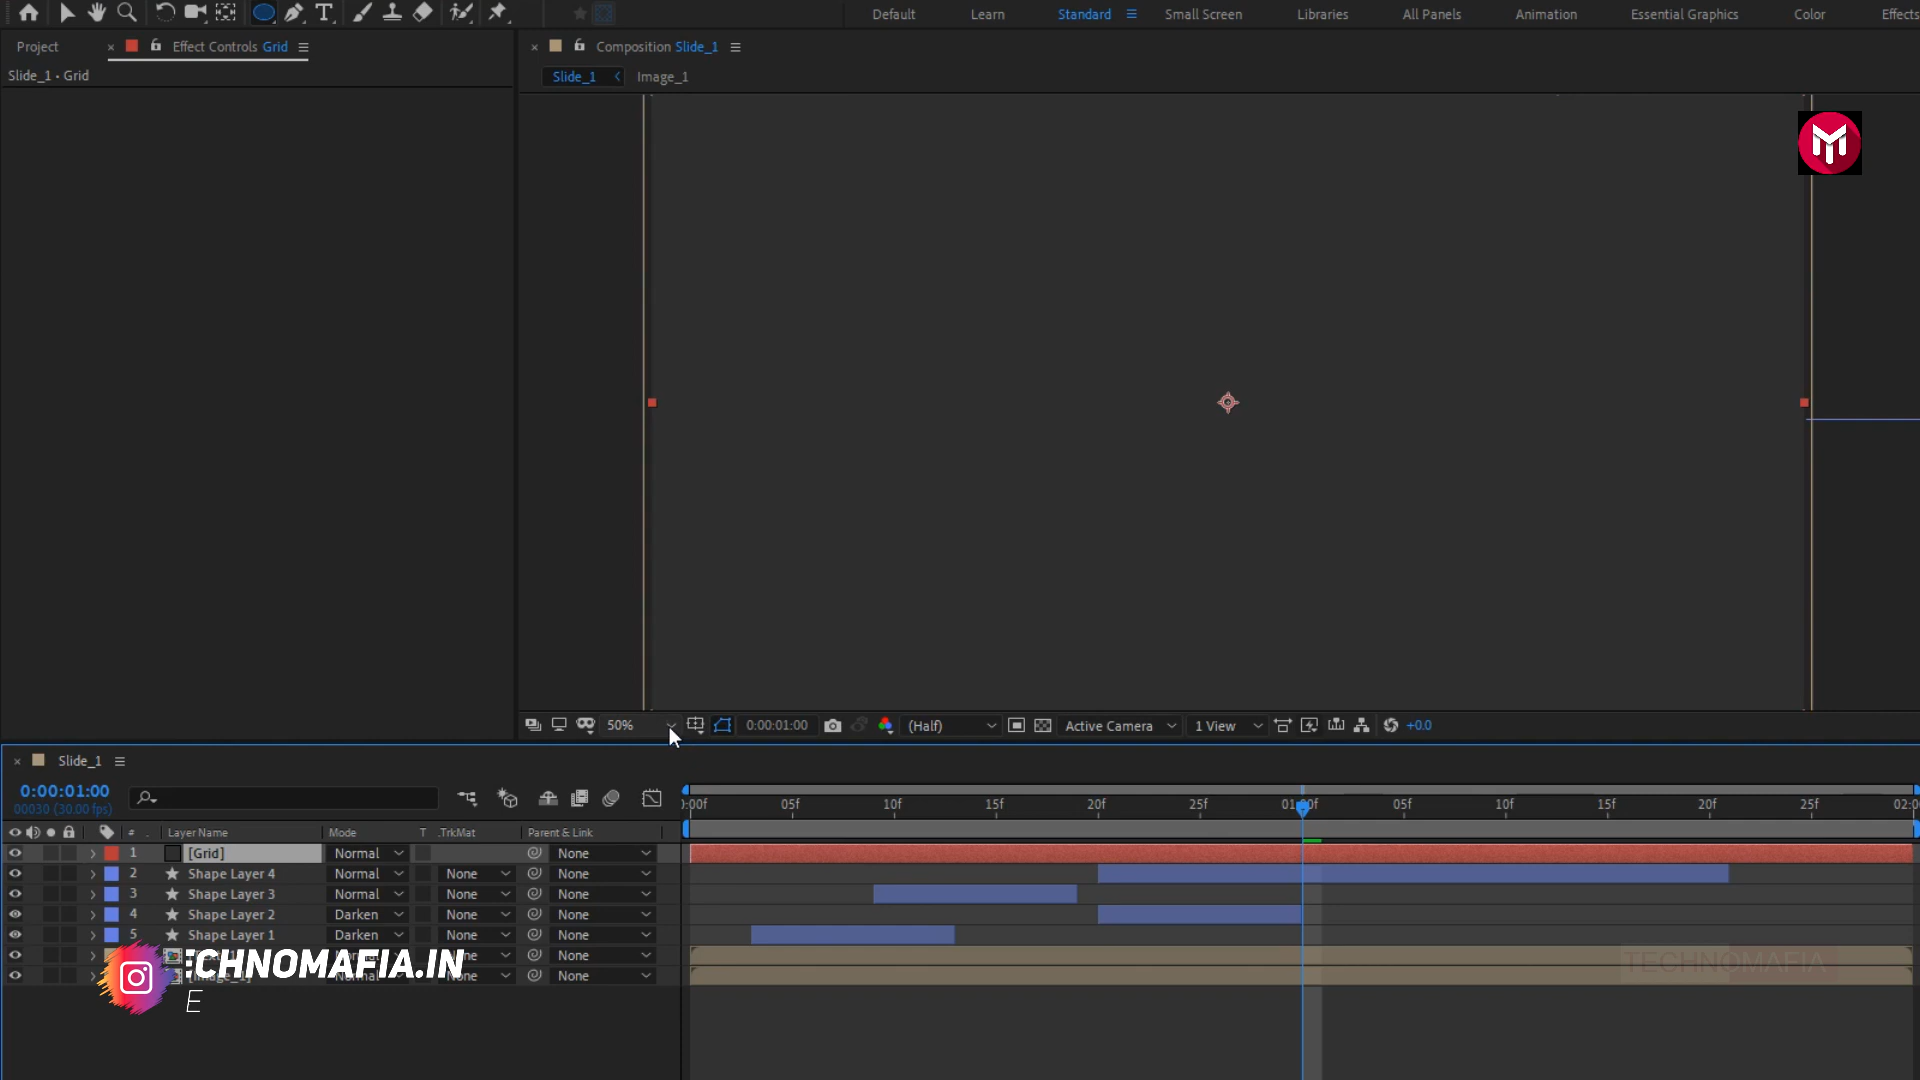 Default Learn Standard Small Screen Libraries All Panels Animation Essential Graphics Color Effects
Project Effect Controls Grid
Composition Slide_1
Slide_1 • Grid
Slide_1 Image_1
50% 0:00:01:00 (Half) Active Camera 1 View +0.0
Slide_1
0:00:01:00
00030 (30.00 fps)
05f 10f 15f 20f 25f 05f 10f 15f 20f 25f
# Layer Name Mode T .TrkMat Parent & Link
1 [Grid] Normal None
2 Shape Layer 4 Normal None None
3 Shape Layer 3 Normal None None
4 Shape Layer 2 Darken None None
5 Shape Layer 1 Darken None None
None None
[Image_1] Normal None None
ECHNOMAFIA.IN
E
TECHNOMAFIA